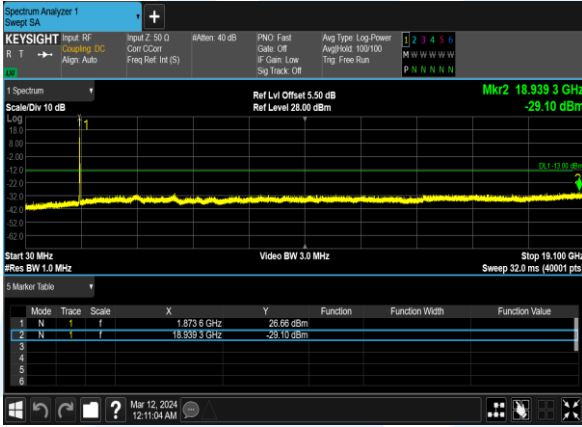 Spectrum Analyzer 1
Swept SA
+
KEYSIGHT Input: RF Input Z: 50 Ω #Atten: 40 dB PNO: Fast Avg Type: Log-Power 1 2 3 4 5 6
R T Coupling: DC Corr CCorr Gate: Off Avg|Hold: 100/100 M W W W W W
Align: Auto Freq Ref: Int (S) IF Gain: Low Trig: Free Run
Sig Track: Off P N N N N N
1 Spectrum
Scale/Div 10 dB Ref Lvl Offset 5.50 dB Mkr2 18.939 3 GHz
Ref Level 28.00 dBm -29.10 dBm
Log
1
18.0
8.00
-2.00
-12.0
DL1 -13.00 dBm
-22.0
2
-32.0
-42.0
-52.0
-62.0
Start 30 MHz Video BW 3.0 MHz Stop 19.100 GHz
#Res BW 1.0 MHz Sweep 32.0 ms (40001 pts
5 Marker Table
Mode Trace Scale X Y Function Function Width Function Value
1 N 1 f 1.873 6 GHz 26.66 dBm
2 N 1 f 18.939 3 GHz -29.10 dBm
3
4
5
6
? Mar 12, 2024
12:11:04 AM